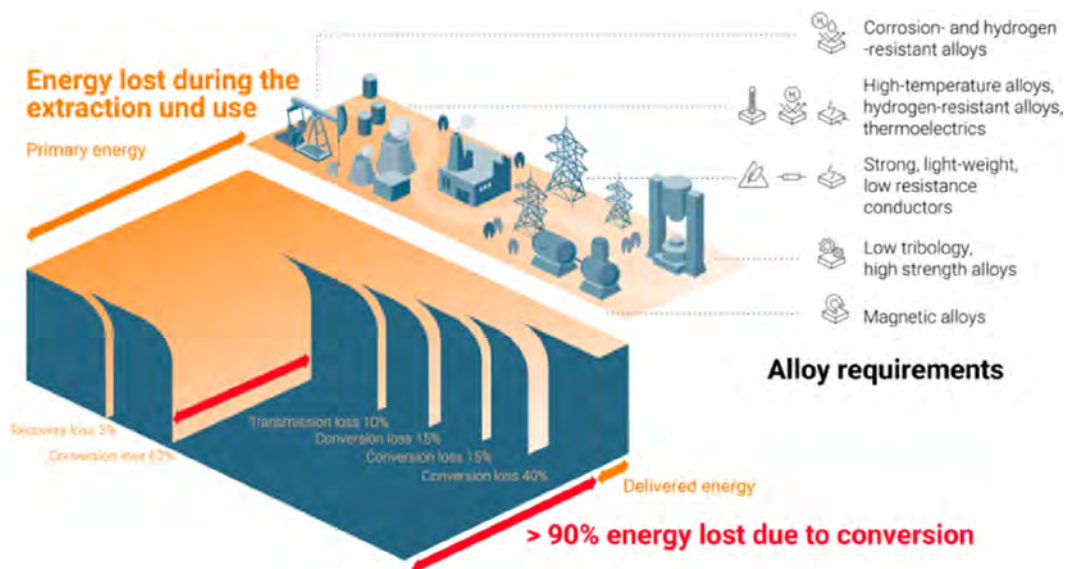 Energy lost during the
extraction und use
Primary energy
Corrosion- and hydrogen
-resistant alloys
High-temperature alloys,
hydrogen-resistant alloys,
thermoelectrics
Strong, light-weight,
low resistance
conductors
Low tribology,
high strength alloys
Magnetic alloys
Alloy requirements
Recovery loss 3%
Conversion loss 62%
Transmission loss 10%
Conversion loss 15%
Conversion loss 15%
Conversion loss 40%
Delivered energy
> 90% energy lost due to conversion